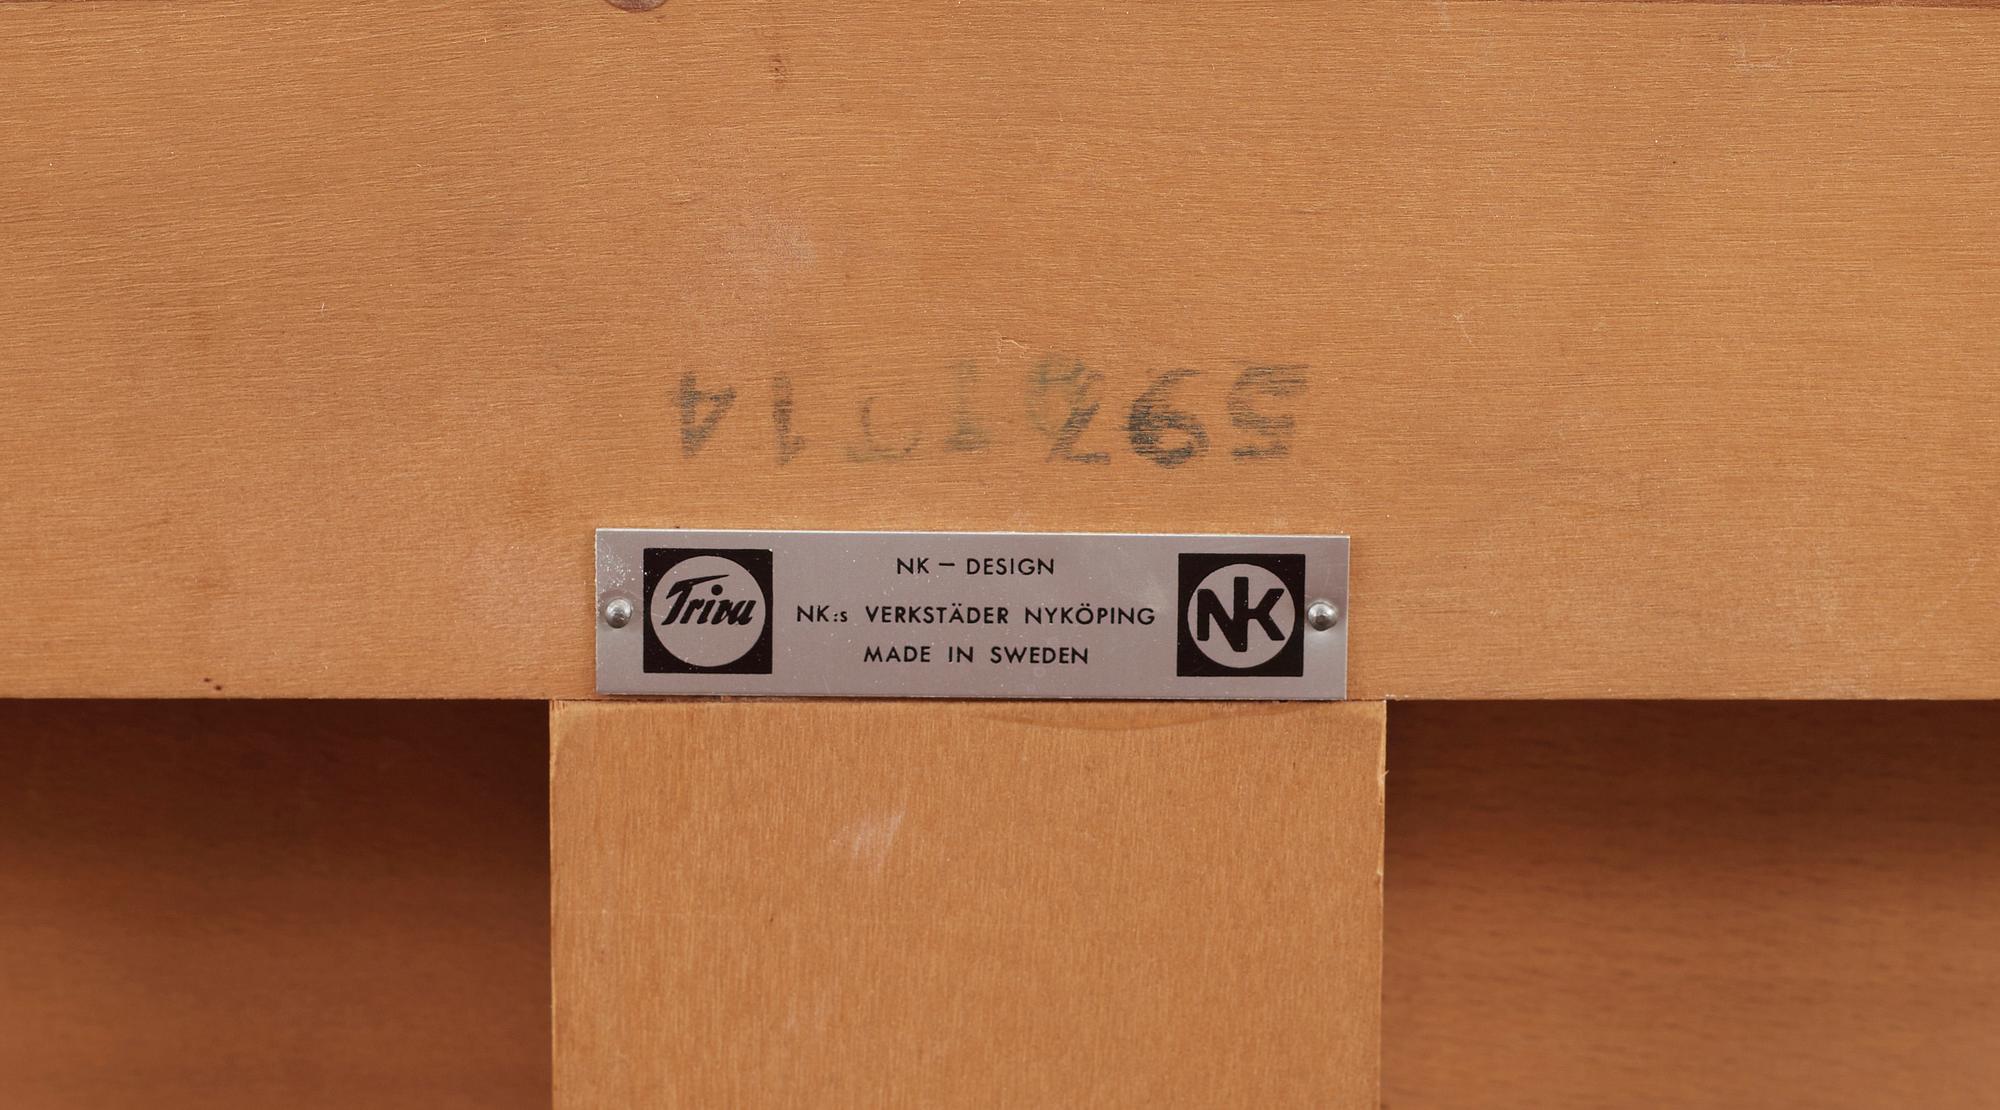 Triva
NK – DESIGN
NK:s VERKSTÄDER NYKÖPING
MADE IN SWEDEN
NK